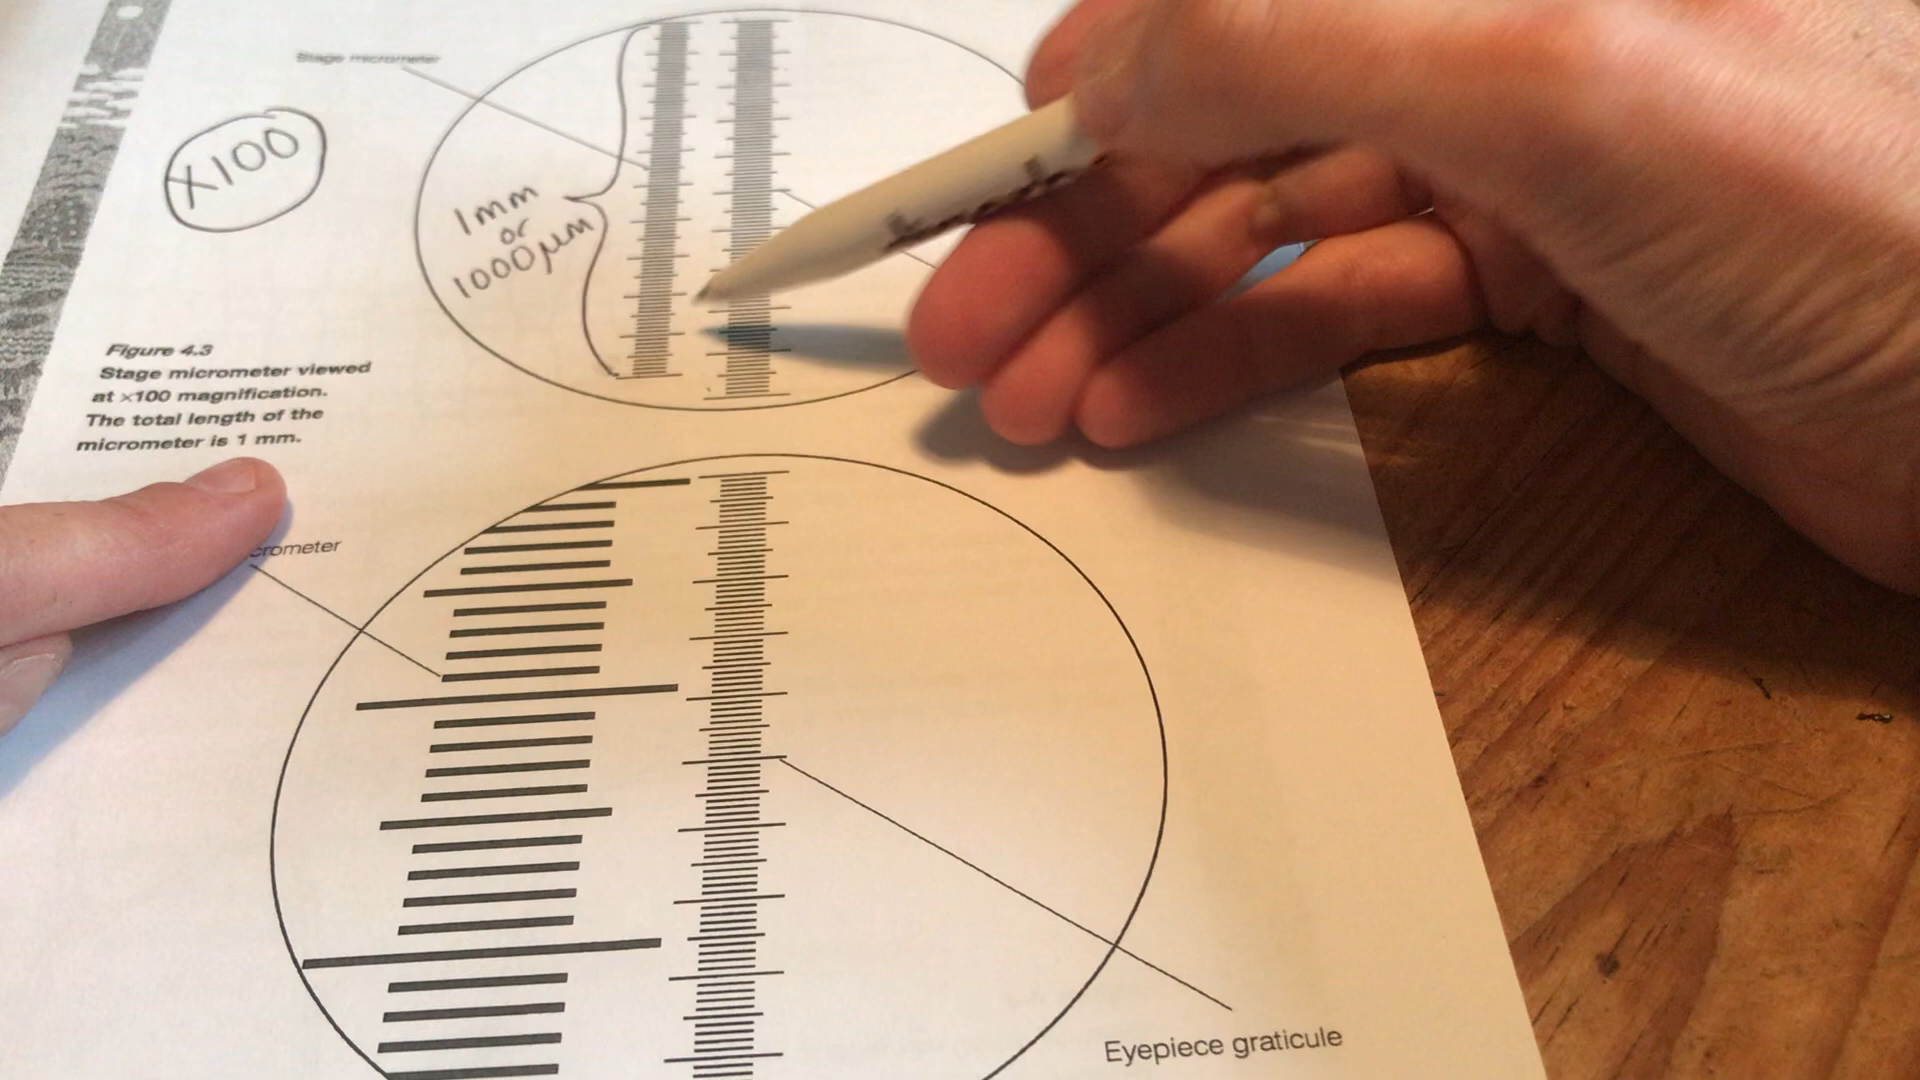 Stage micrometer
X100
1mm
or
1000µm
Figure 4.3
Stage micrometer viewed
at ×100 magnification.
The total length of the
micrometer is 1 mm.
crometer
Eyepiece graticule